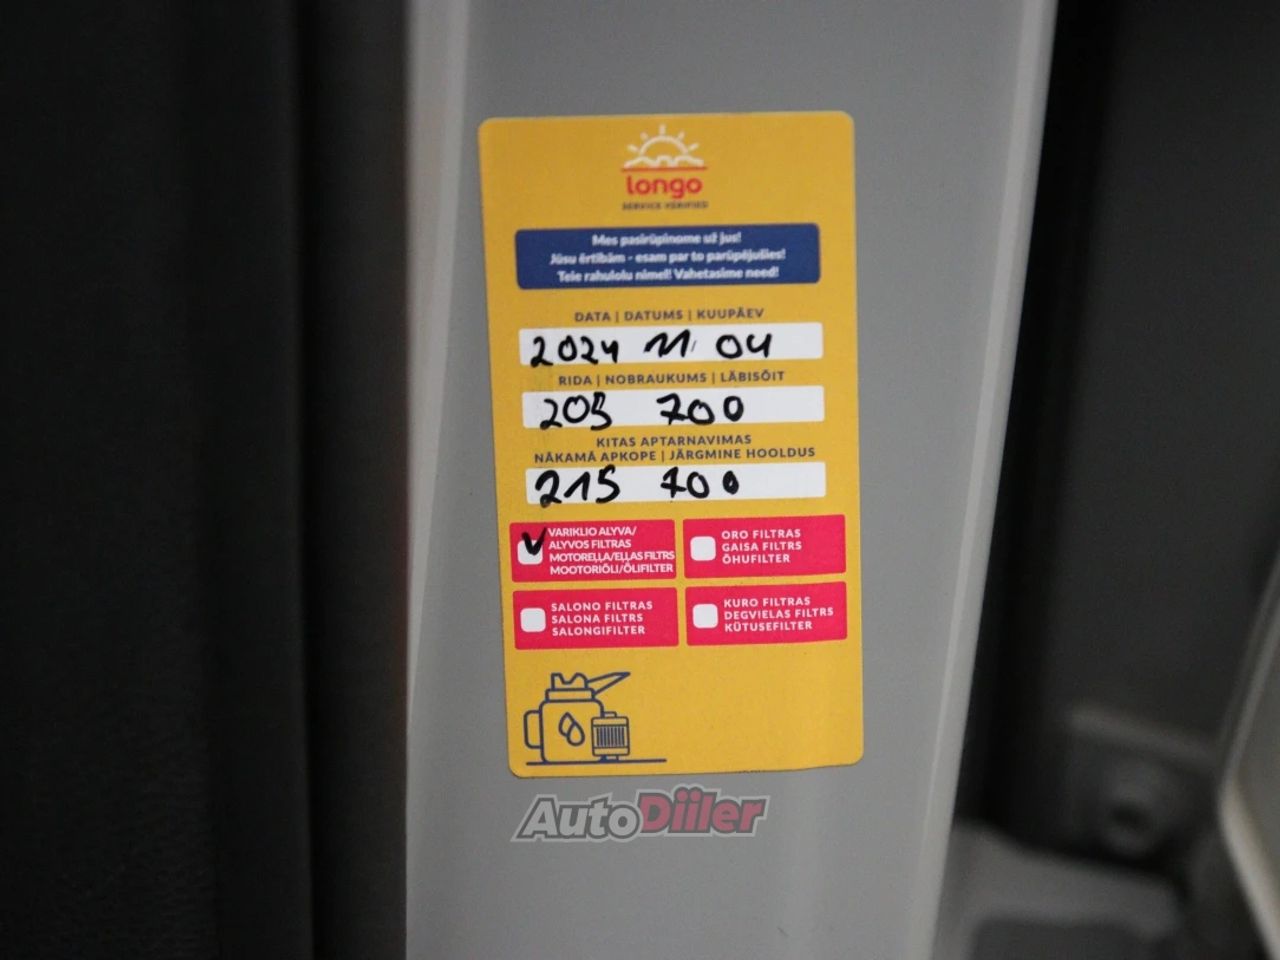 longo
SERVICE VERIFIED
Mes pasirūpinome už jus!
Jūsu ērtībām - esam par to parūpējušies!
Teie rahulolu nimel! Vahetasime need!
DATA | DATUMS | KUUPÄEV
2024 11 04
RIDA | NOBRAUKUMS | LÄBISÕIT
205 700
KITAS APTARNAVIMAS
NĀKAMĀ APKOPE | JÄRGMINE HOOLDUS
215 700
VARIKLIO ALYVA/
ALYVOS FILTRAS
MOTOREĻĻA/EĻĻAS FILTRS
MOOTORIÕLI/ÕLIFILTER
ORO FILTRAS
GAISA FILTRS
ÕHUFILTER
SALONO FILTRAS
SALONA FILTRS
SALONGIFILTER
KURO FILTRAS
DEGVIELAS FILTRS
KÜTUSEFILTER
AutoDiiler